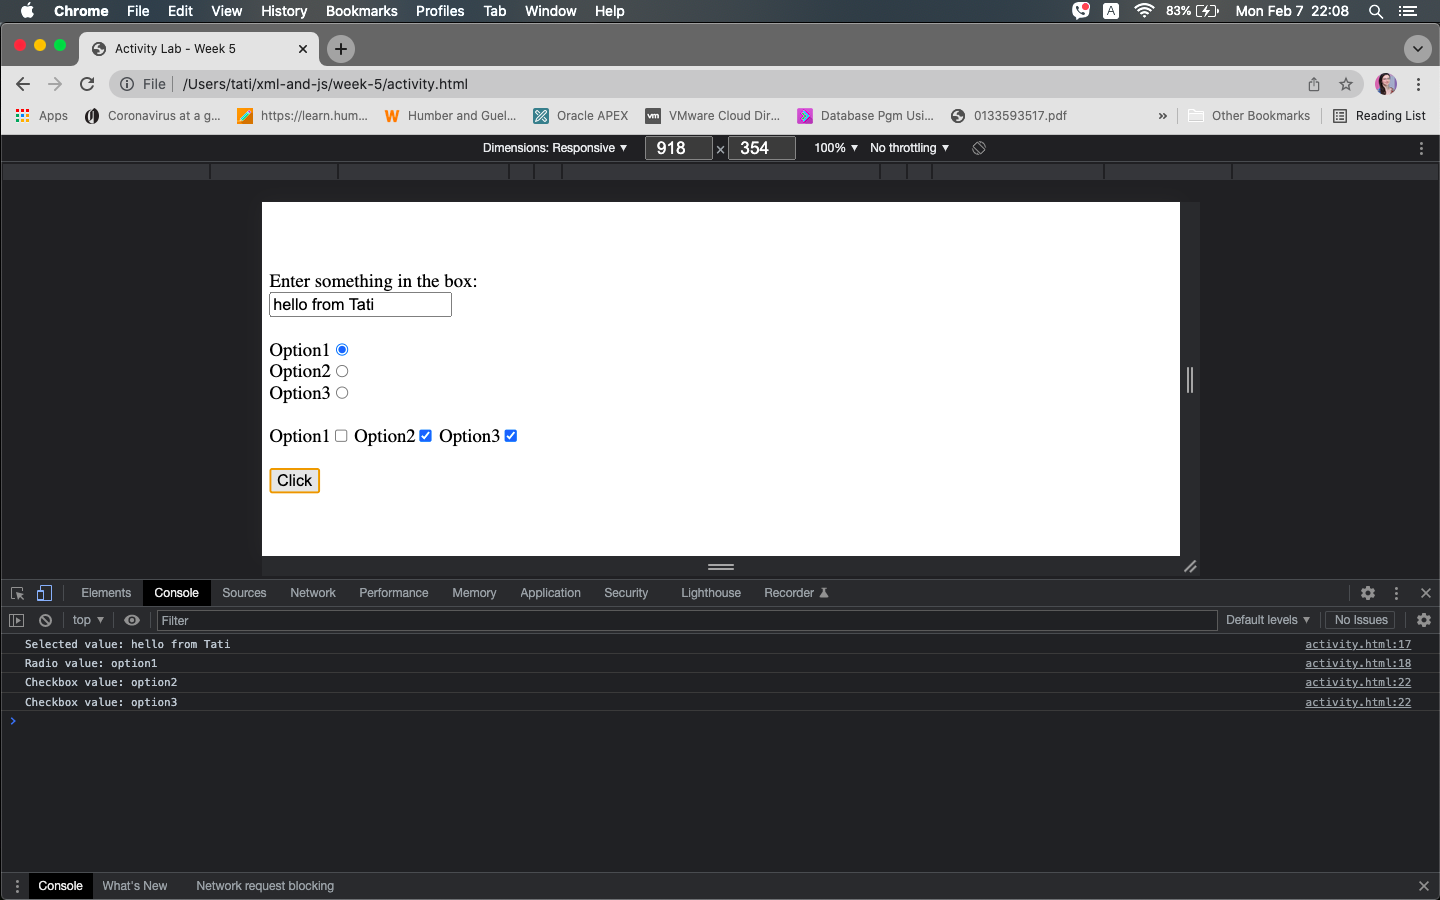 Chrome File Edit View History Bookmarks Profiles Tab Window Help A 83% Mon Feb 7 22:08
Activity Lab - Week 5
File /Users/tati/xml-and-js/week-5/activity.html
Apps Coronavirus at a g... https://learn.hum... W Humber and Guel... Oracle APEX vm VMware Cloud Dir... Database Pgm Usi... 0133593517.pdf » Other Bookmarks Reading List
Dimensions: Responsive 918 × 354 100% No throttling
Enter something in the box:
hello from Tati
Option1
Option2
Option3
Option1 Option2 Option3
Click
Elements Console Sources Network Performance Memory Application Security Lighthouse Recorder
top Filter Default levels No Issues
Selected value: hello from Tati activity.html:17
Radio value: option1 activity.html:18
Checkbox value: option2 activity.html:22
Checkbox value: option3 activity.html:22
Console What's New Network request blocking